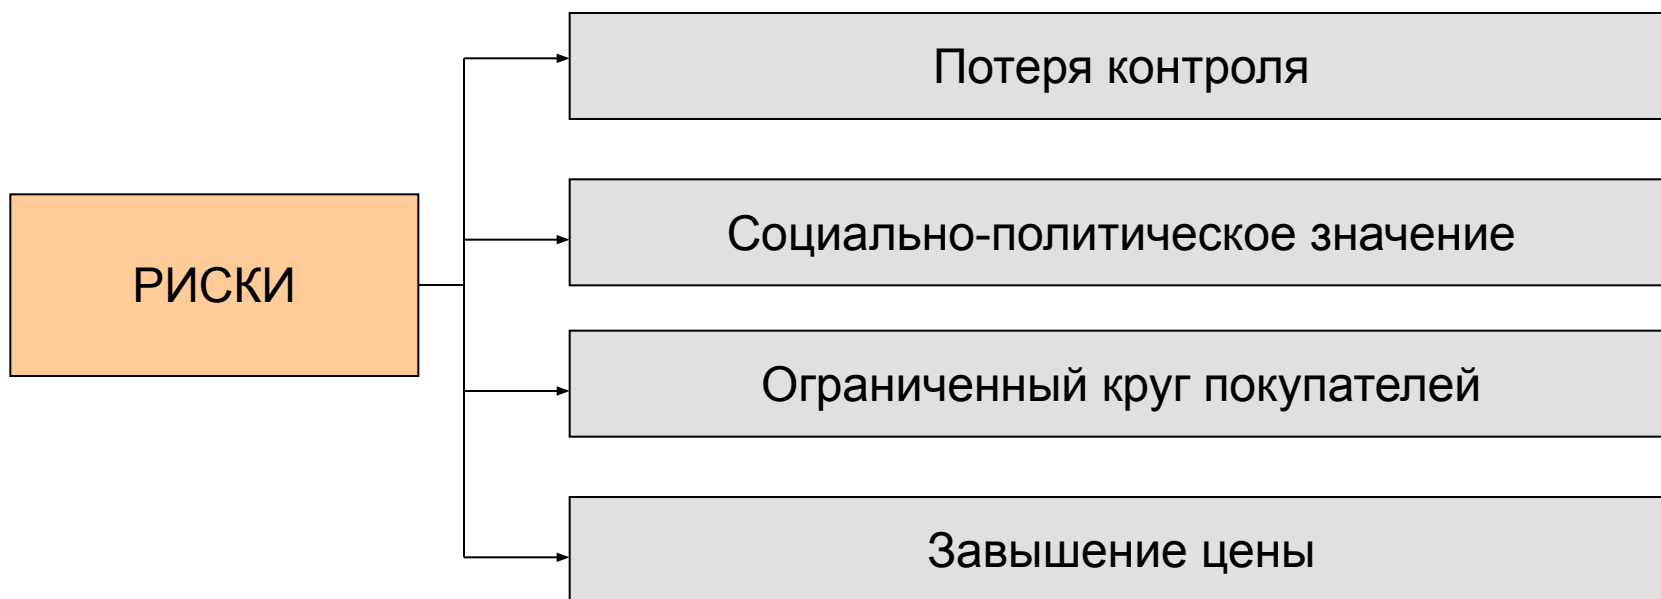 Потеря контроля
Социально-политическое значение
РИСКИ
Ограниченный круг покупателей
Завышение цены